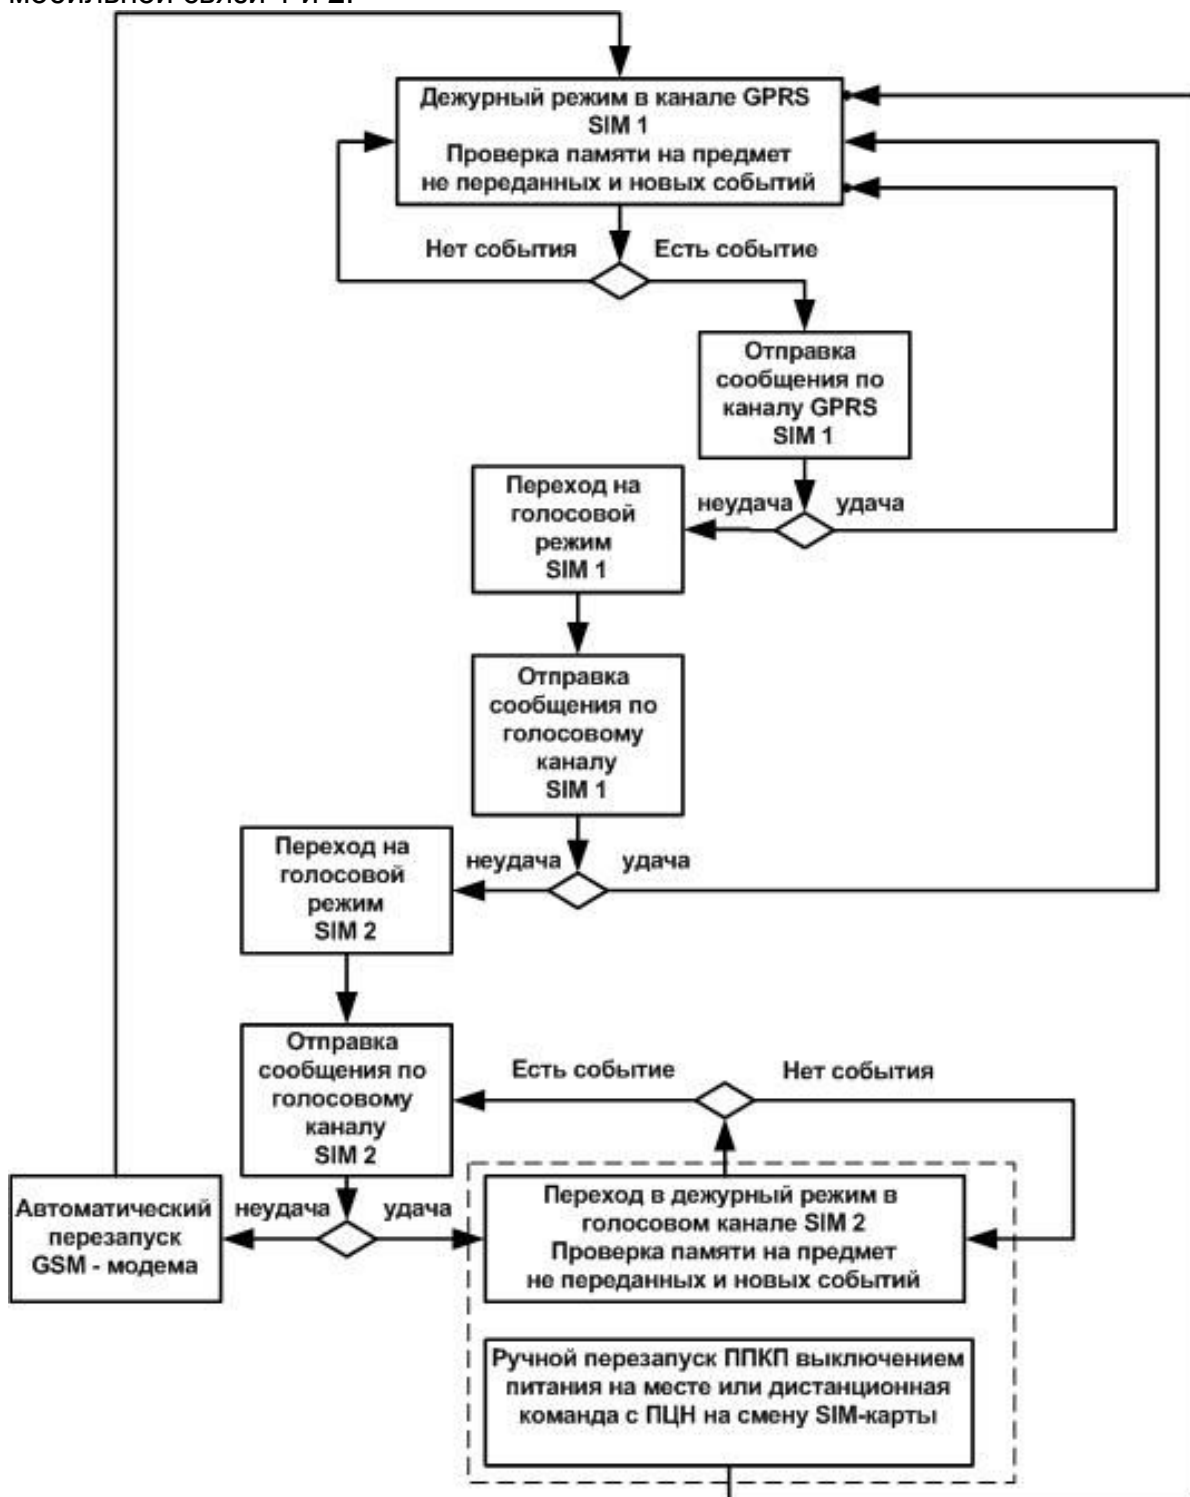 мобильной связи 1 и 2.
Дежурный режим в канале GPRS
SIM 1
Проверка памяти на предмет
не переданных и новых событий
Нет события
Есть событие
Отправка
сообщения по
каналу GPRS
SIM 1
неудача
удача
Переход на
голосовой
режим
SIM 1
Отправка
сообщения по
голосовому
каналу
SIM 1
неудача
удача
Переход на
голосовой
режим
SIM 2
Отправка
сообщения по
голосовому
каналу
SIM 2
Есть событие
Нет события
неудача
удача
Автоматический
перезапуск
GSM - модема
Переход в дежурный режим в
голосовом канале SIM 2
Проверка памяти на предмет
не переданных и новых событий
Ручной перезапуск ППКП выключением
питания на месте или дистанционная
команда с ПЦН на смену SIM-карты